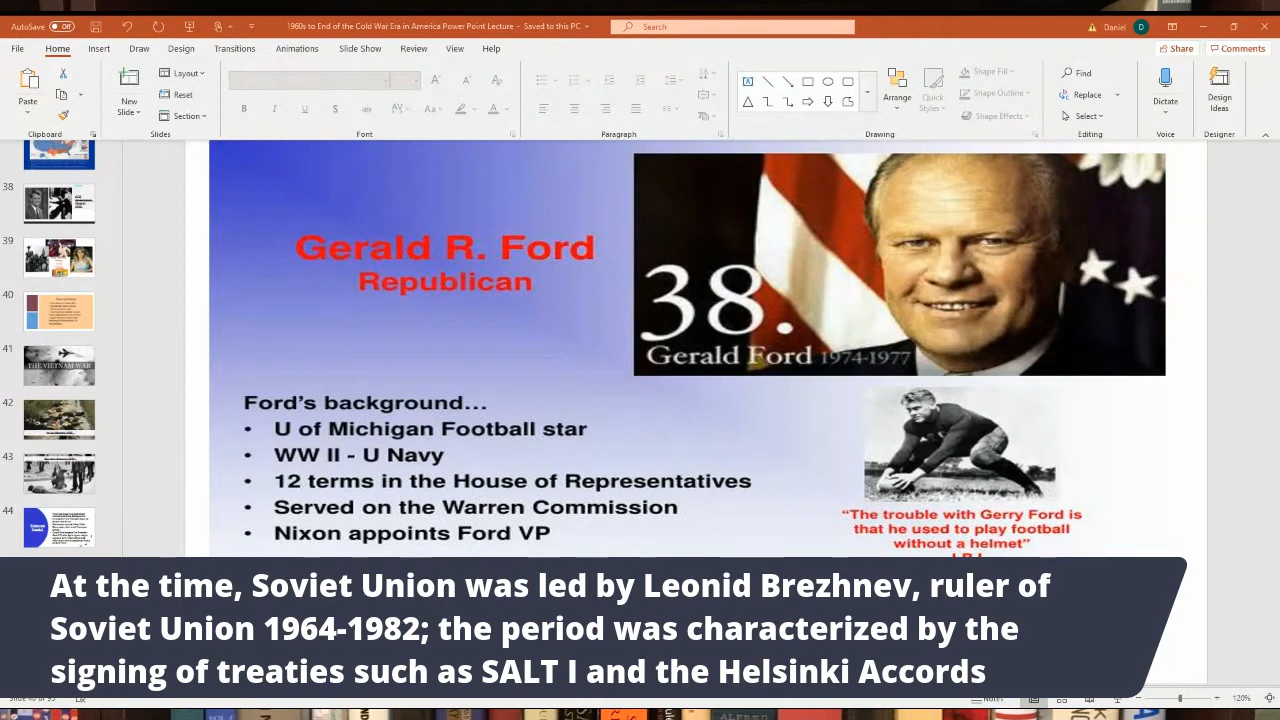 AutoSave Off
1960s to End of the Cold War Era in America Power Point Lecture - Saved to this PC
Search
Daniel D
File Home Insert Draw Design Transitions Animations Slide Show Review View Help
Share Comments
Paste
Clipboard
New Slide
Layout
Reset
Section
Slides
Font
Paragraph
Arrange
Quick Styles
Shape Fill
Shape Outline
Shape Effects
Drawing
Find
Replace
Select
Editing
Dictate
Voice
Design Ideas
Designer
38
39
40
41
THE VIETNAM WAR
42
43
44
Gerald R. Ford
Republican
38.
Gerald Ford 1974-1977
Ford's background...
• U of Michigan Football star
• WW II - U Navy
• 12 terms in the House of Representatives
• Served on the Warren Commission
• Nixon appoints Ford VP
“The trouble with Gerry Ford is
that he used to play football
without a helmet”
At the time, Soviet Union was led by Leonid Brezhnev, ruler of
Soviet Union 1964-1982; the period was characterized by the
signing of treaties such as SALT I and the Helsinki Accords
Notes
120%